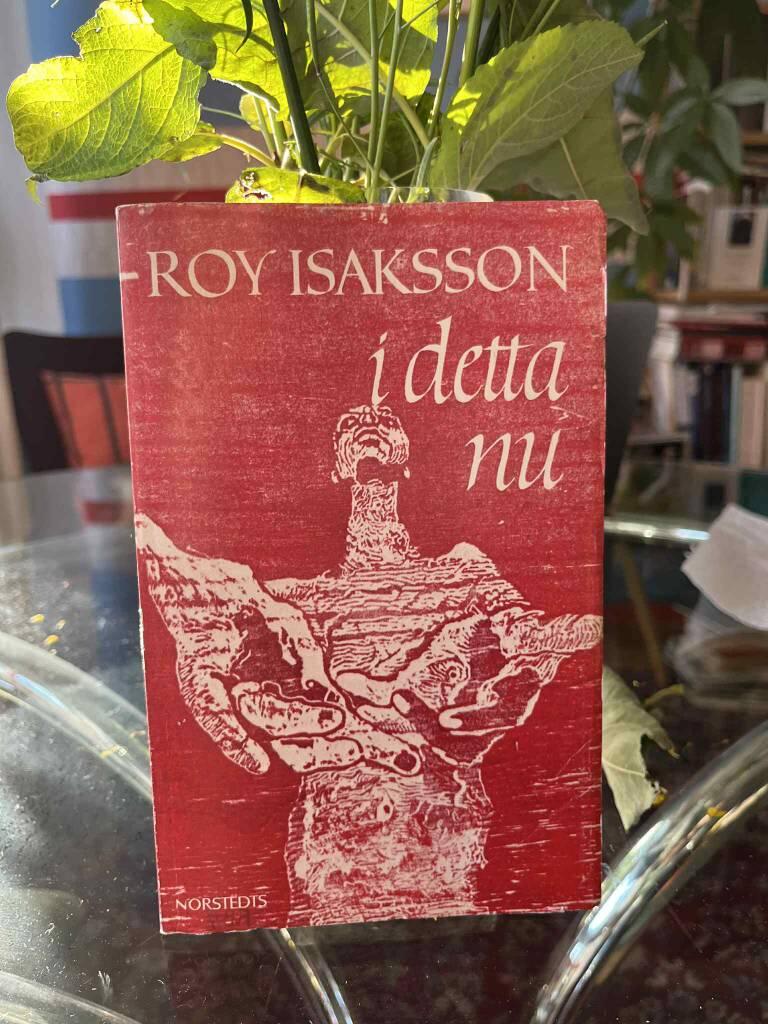 ROY ISAKSSON
i detta
nu
NORSTEDTS